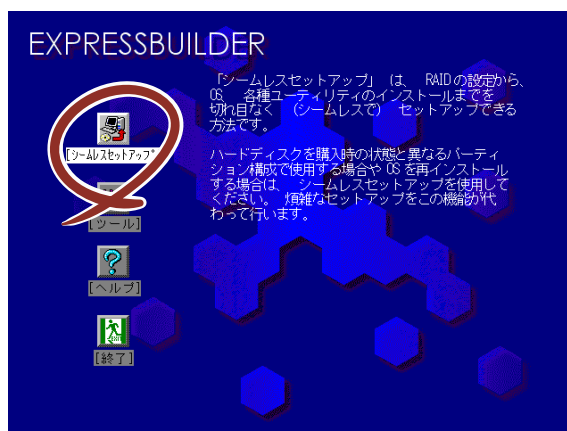 EXPRESSBUILDER
「シームレスセットアップ」 (は、 RAIDの設定から、
OS、 各種ユーティリティのインストールまでを
切れ目なく (シームレスで) セットアップできる
方法です。
ハードディスクを購入時の状態と異なるパーティ
ション構成で使用する場合や OS を再インストール
する場合は、 シームレスセットアップを使用して
ください。 煩雑なセットアップをこの機能が代
わって行います。
[シームレスセットアップ]
[ツール]
[ヘルプ]
EXIT
[終了]